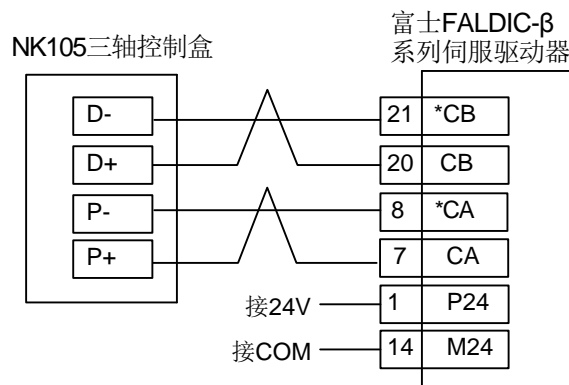 富士FALDIC-β
NK105三轴控制盒
系列伺服驱动器
D- 21 *CB
D+ 20 CB
P- 8 *CA
P+ 7 CA
接24V 1 P24
接COM 14 M24